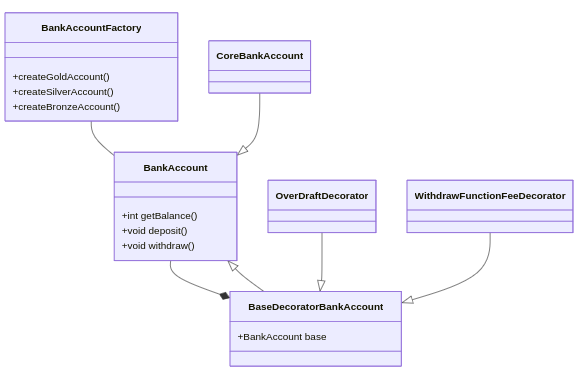 BankAccountFactory
+createGoldAccount()
+createSilverAccount()
+createBronzeAccount()
CoreBankAccount
BankAccount
+int getBalance()
+void deposit()
+void withdraw()
OverDraftDecorator
WithdrawFunctionFeeDecorator
BaseDecoratorBankAccount
+BankAccount base